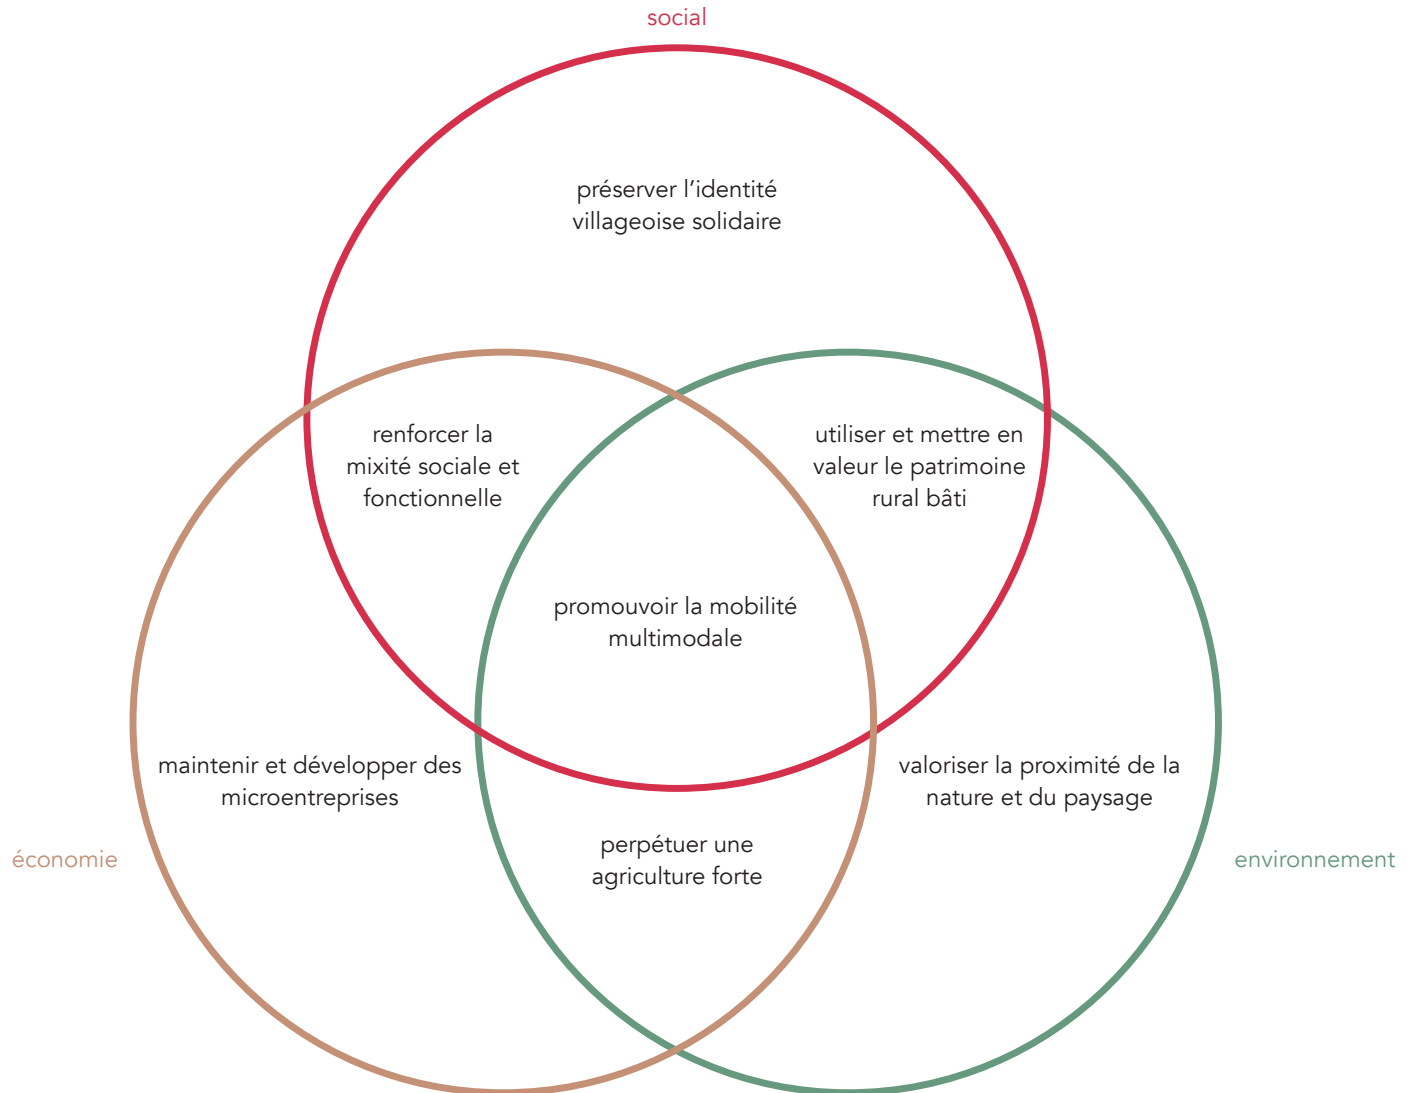 social
préserver l’identité
villageoise solidaire
renforcer la
mixité sociale et
fonctionnelle
utiliser et mettre en
valeur le patrimoine
rural bâti
promouvoir la mobilité
multimodale
maintenir et développer des
microentreprises
valoriser la proximité de la
nature et du paysage
perpétuer une
agriculture forte
économie
environnement